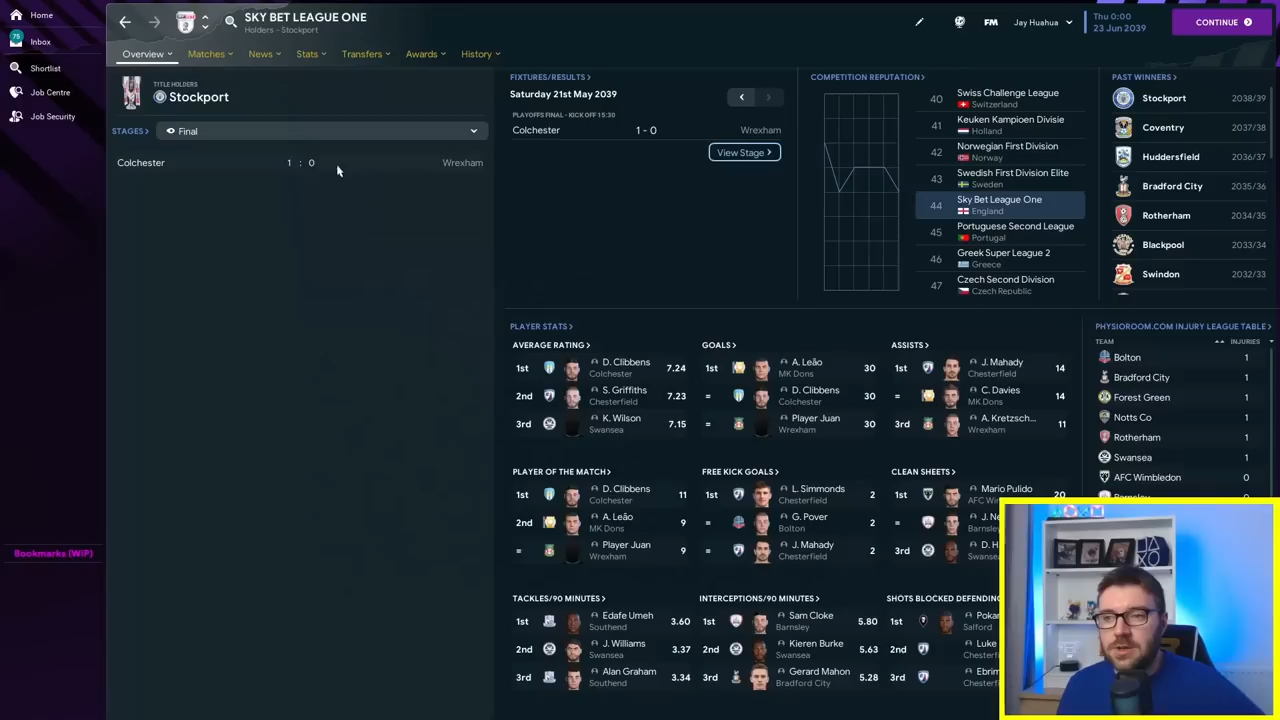 Home
75
Inbox
Shortlist
Job Centre
Job Security
Bookmarks (WiP)
SKY BET LEAGUE ONE
Holders - Stockport
FM
Jay Huahua
Thu 0:00
23 Jun 2039
CONTINUE
Overview
Matches
News
Stats
Transfers
Awards
History
TITLE HOLDERS
Stockport
STAGES
Final
Colchester 1 : 0 Wrexham
FIXTURES/RESULTS
Saturday 21st May 2039
PLAYOFFS FINAL - KICK OFF 15:30
Colchester 1 - 0 Wrexham
View Stage
COMPETITION REPUTATION
40 Swiss Challenge League
Switzerland
41 Keuken Kampioen Divisie
Holland
42 Norwegian First Division
Norway
43 Swedish First Division Elite
Sweden
44 Sky Bet League One
England
45 Portuguese Second League
Portugal
46 Greek Super League 2
Greece
47 Czech Second Division
Czech Republic
PAST WINNERS
Stockport 2038/39
Coventry 2037/38
Huddersfield 2036/37
Bradford City 2035/36
Rotherham 2034/35
Blackpool 2033/34
Swindon 2032/33
PLAYER STATS
AVERAGE RATING
1st D. Clibbens 7.24
Colchester
2nd S. Griffiths 7.23
Chesterfield
3rd K. Wilson 7.15
Swansea
GOALS
1st A. Leão 30
MK Dons
= D. Clibbens 30
Colchester
= Player Juan 30
Wrexham
ASSISTS
1st J. Mahady 14
Chesterfield
= C. Davies 14
MK Dons
3rd A. Kretzsch... 11
Wrexham
PLAYER OF THE MATCH
1st D. Clibbens 11
Colchester
2nd A. Leão 9
MK Dons
= Player Juan 9
Wrexham
FREE KICK GOALS
1st L. Simmonds 2
Chesterfield
= G. Pover 2
Bolton
= J. Mahady 2
Chesterfield
CLEAN SHEETS
1st Mario Pulido 20
AFC Wi
= J. Ne
Barnsley
3rd D. H
Swansea
TACKLES/90 MINUTES
1st Edafe Umeh 3.60
Southend
2nd J. Williams 3.37
Swansea
3rd Alan Graham 3.34
Southend
INTERCEPTIONS/90 MINUTES
1st Sam Cloke 5.80
Barnsley
2nd Kieren Burke 5.63
Swansea
3rd Gerard Mahon 5.28
Bradford City
SHOTS BLOCKED DEFENDING
1st Pokar
Salford
2nd Luke
Chesterfi
3rd Ebrim
Chesterfi
PHYSIOROOM.COM INJURY LEAGUE TABLE
TEAM INJURIES
Bolton 1
Bradford City 1
Forest Green 1
Notts Co 1
Rotherham 1
Swansea 1
AFC Wimbledon 0